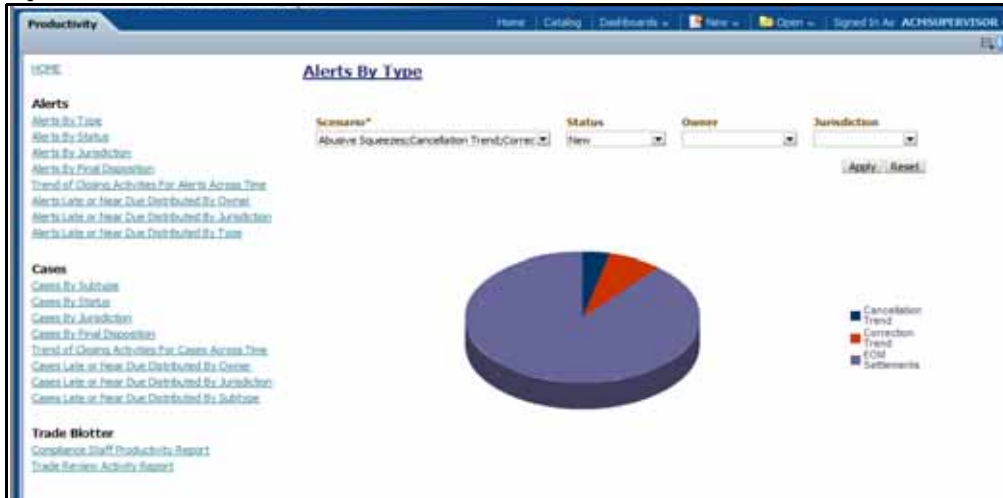 Productivity
Home Catalog Dashboards New Open Signed In As ACMSUPERVISOR
HOME
Alerts By Type
Alerts
Alerts By Type
Alerts By Status
Alerts By Jurisdiction
Alerts By Final Disposition
Trend of Closing Activities For Alerts Across Time
Alerts Late or Near Due Distributed By Owner
Alerts Late or Near Due Distributed By Jurisdiction
Alerts Late or Near Due Distributed By Type
Scenario* Status Owner Jurisdiction
Abusive Squeezes;Cancellation Trend;Correc New
Apply Reset
Cases
Cases By Subtype
Cases By Status
Cases By Jurisdiction
Cases By Final Disposition
Trend of Closing Activities For Cases Across Time
Cases Late or Near Due Distributed By Owner
Cases Late or Near Due Distributed By Jurisdiction
Cases Late or Near Due Distributed By Subtype
Cancellation
Trend
Correction
Trend
EOM
Settlements
Trade Blotter
Compliance Staff Productivity Report
Trade Review Activity Report